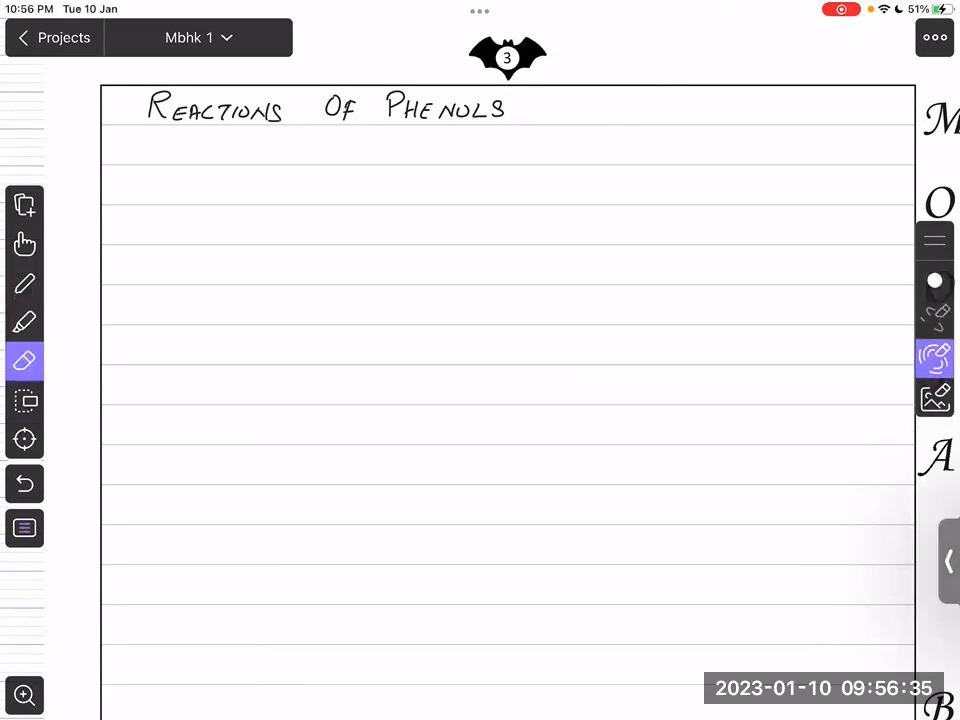 10:56 PM Tue 10 Jan
51%
Projects
Mbhk 1
3
REACTIONS OF PHENOLS
M
O
A
B
2023-01-10 09:56:35